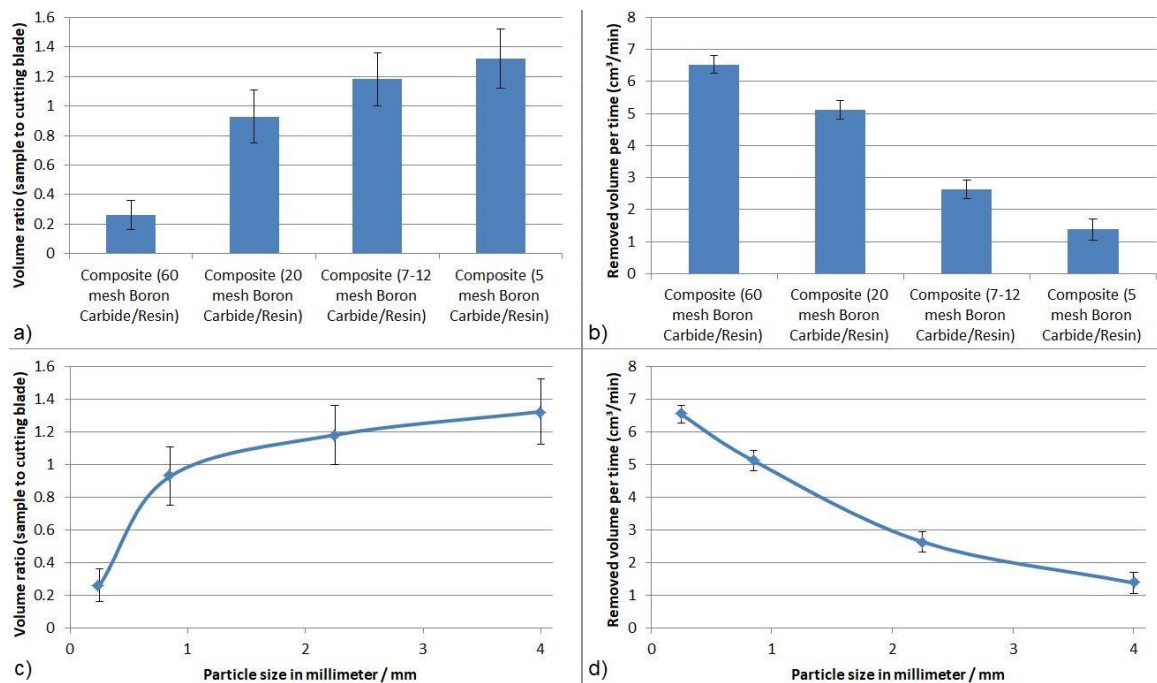 Volume ratio (sample to cutting blade)
1.6
1.4
1.2
1
0.8
0.6
0.4
0.2
0
Composite (60 mesh Boron Carbide/Resin)
Composite (20 mesh Boron Carbide/Resin)
Composite (7-12 mesh Boron Carbide/Resin)
Composite (5 mesh Boron Carbide/Resin)
a)
Removed volume per time (cm³/min)
8
7
6
5
4
3
2
1
0
Composite (60 mesh Boron Carbide/Resin)
Composite (20 mesh Boron Carbide/Resin)
Composite (7-12 mesh Boron Carbide/Resin)
Composite (5 mesh Boron Carbide/Resin)
b)
Volume ratio (sample to cutting blade)
1.6
1.4
1.2
1
0.8
0.6
0.4
0.2
0
0 1 2 3 4
Particle size in millimeter / mm
c)
Removed volume per time (cm³/min)
8
7
6
5
4
3
2
1
0
0 1 2 3 4
Particle size in millimeter / mm
d)